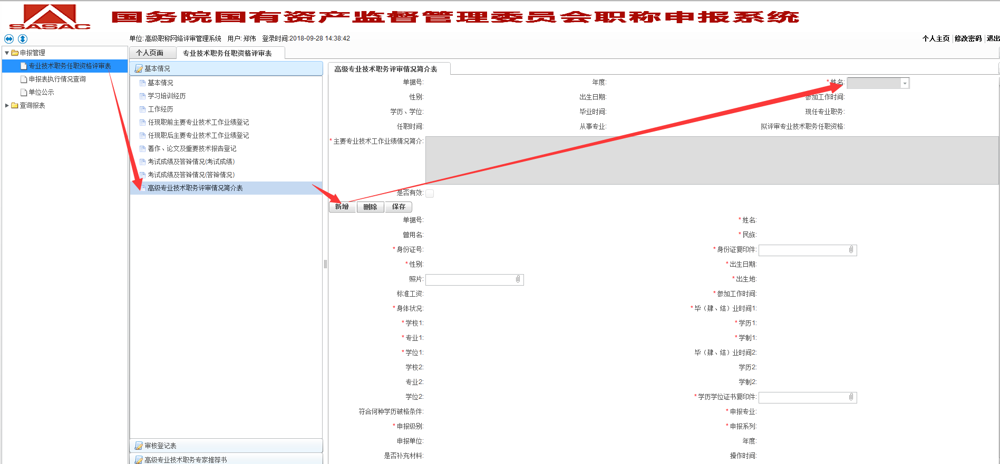 SASAC
国务院国有资产监督管理委员会职称申报系统
单位: 高级职称网络评审管理系统 用户: 郑伟 登录时间:2018-09-28 14:38:42
个人主页 修改密码 退出
申报管理
专业技术职务任职资格评审表
申报表执行情况查询
单位公示
查询报表
个人页面
专业技术职务任职资格评审表
基本情况
基本情况
学习培训经历
工作经历
任现职前主要专业技术工作业绩登记
任现职后主要专业技术工作业绩登记
著作、论文及重要技术报告登记
考试成绩及答辩情况(考试成绩)
考试成绩及答辩情况(答辩情况)
高级专业技术职务评审情况简介表
审核登记表
高级专业技术职务专家推荐书
高级专业技术职务评审情况简介表
单据号: 年度: *姓名:
性别: 出生日期: 参加工作时间:
学历、学位: 毕业时间: 现任专业职务:
任职时间: 从事专业: 拟评审专业技术职务任职资格:
*主要专业技术工作业绩情况简介:
是否有效:
新增 删除 保存
单据号: *姓名:
曾用名: *民族:
*身份证号: *身份证复印件:
*性别: *出生日期:
照片: *出生地:
标准工资: *参加工作时间:
*身体状况: *毕（肄、结）业时间1:
*学校1: *学历1:
*专业1: *学制1:
*学位1: 毕（肄、结）业时间2:
学校2: 学历2:
专业2: 学制2:
学位2: *学历学位证书复印件:
符合何种学历破格条件: *申报专业:
*申报级别: *申报系列:
申报单位: 年度:
是否补充材料: 操作时间: